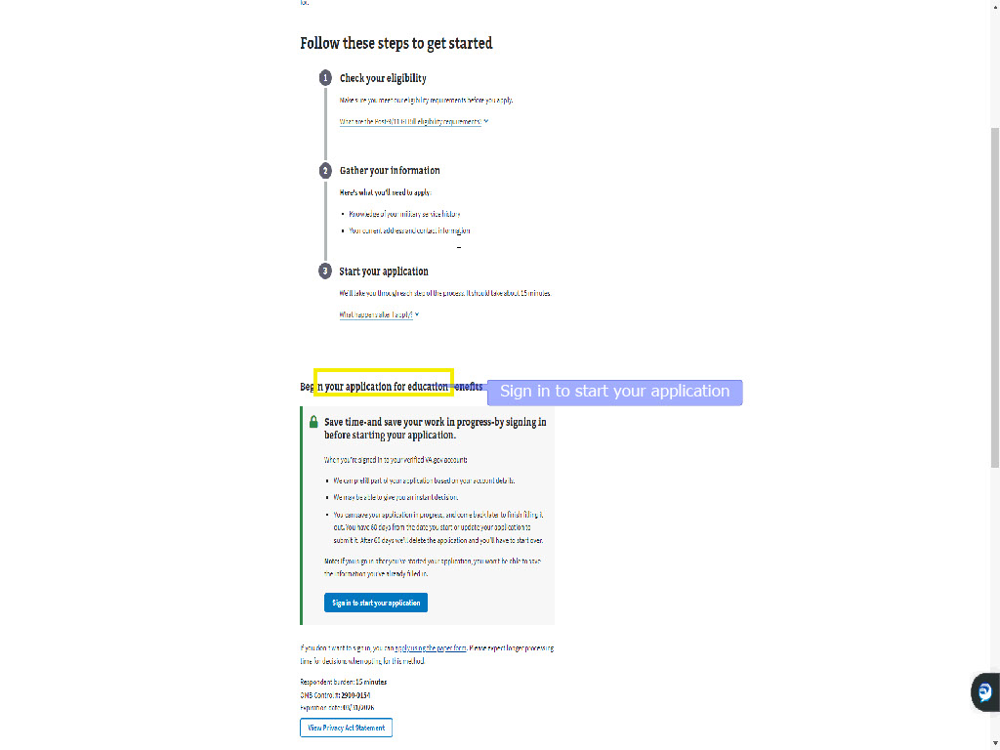 for.
Follow these steps to get started
1 Check your eligibility
Make sure you meet our eligibility requirements before you apply.
What are the Post-9/11 GI Bill eligibility requirements?
2 Gather your information
Here's what you'll need to apply:
• Knowledge of your military service history
• Your current address and contact information
3 Start your application
We'll take you through each step of the process. It should take about 15 minutes.
What happens after I apply?
Begin your application for education enefits
Sign in to start your application
Save time-and save your work in progress-by signing in
before starting your application.
When you're signed in to your verified VA.gov account:
• We can prefill part of your application based on your account details.
• We may be able to give you an instant decision.
• You can save your application in progress, and come back later to finish filling it
out. You have 60 days from the date you start or update your application to
submit it. After 60 days we'll delete the application and you'll have to start over.
Note: If you sign in after you've started your application, you won't be able to save
the information you've already filled in.
Sign in to start your application
If you don't want to sign in, you can apply using the paper form. Please expect longer processing
time for decisions when opting for this method.
Respondent burden: 15 minutes
OMB Control #: 2900-0154
Expiration date: 03/31/2026
View Privacy Act Statement